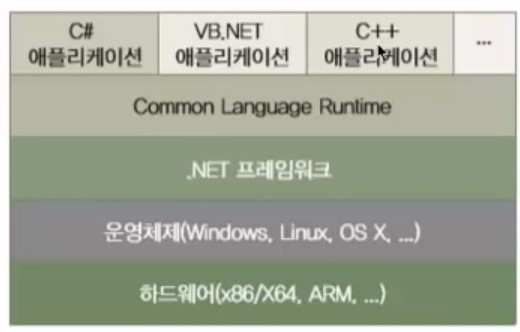 C#
애플리케이션
VB.NET
애플리케이션
C++
애플리케이션
...
Common Language Runtime
.NET 프레임워크
운영체제(Windows, Linux, OS X, ...)
하드웨어(x86/X64, ARM, ...)